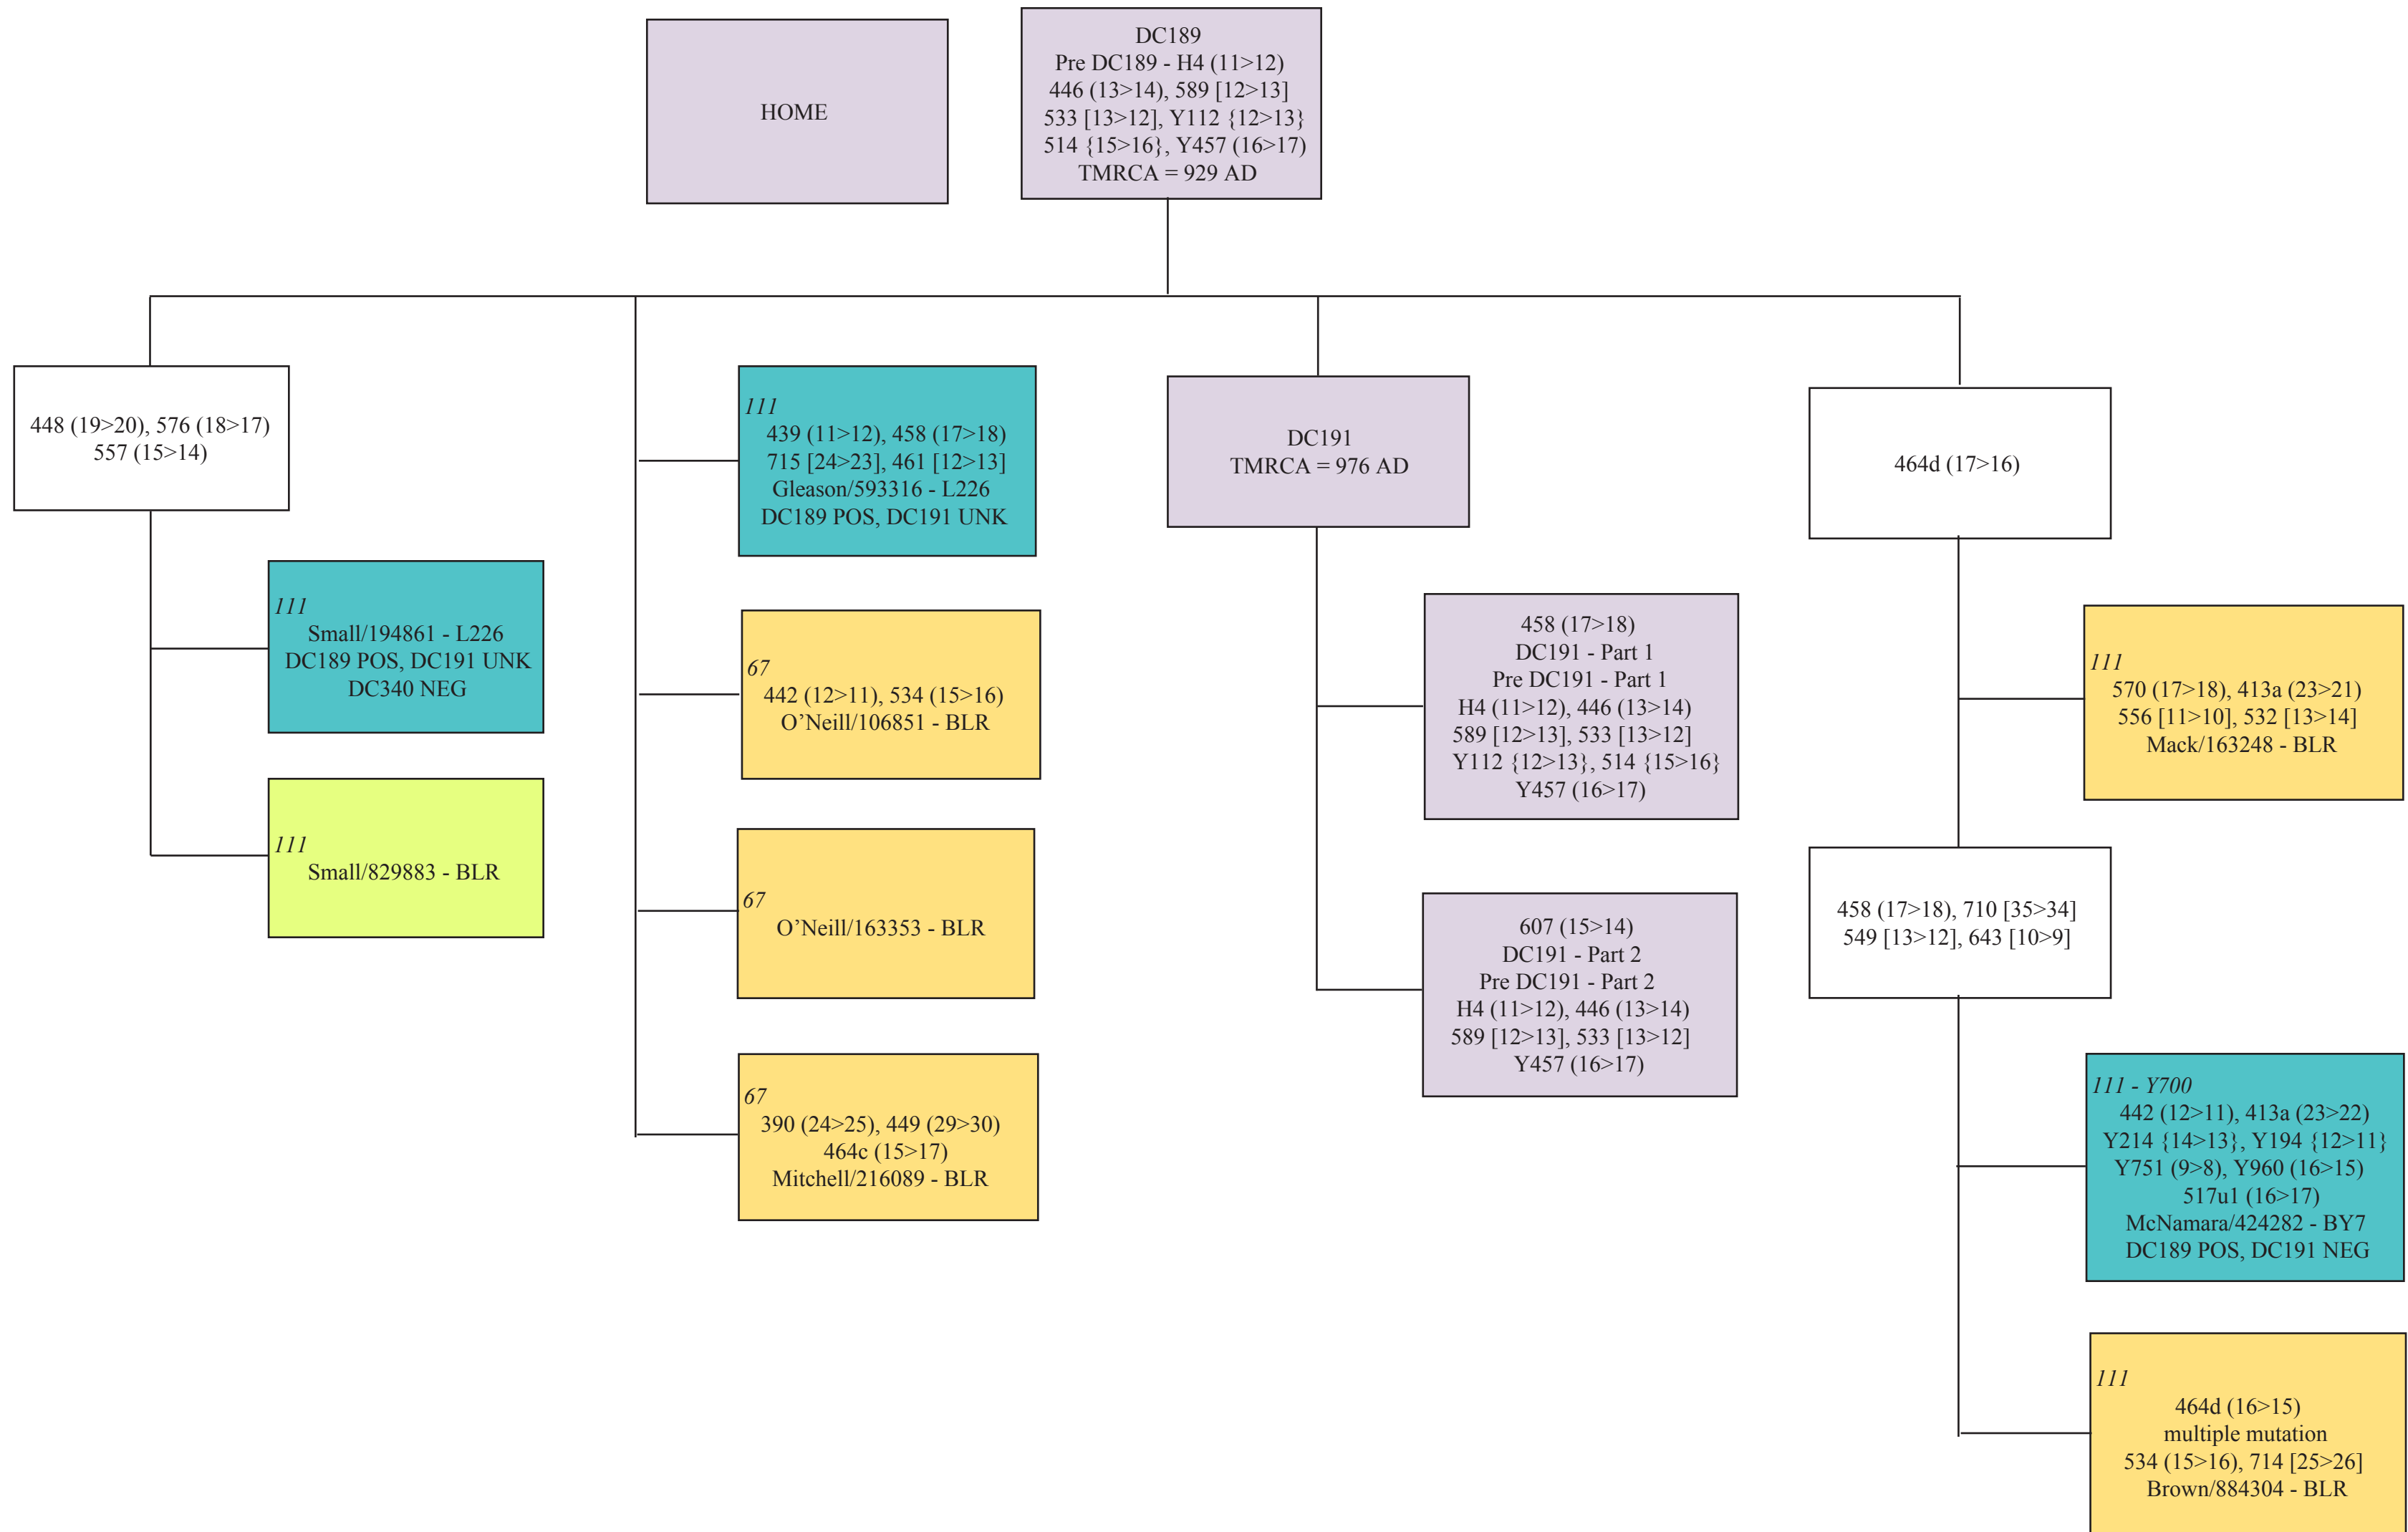 HOME
DC189
Pre DC189 - H4 (11>12)
446 (13>14), 589 [12>13]
533 [13>12], Y112 {12>13}
514 {15>16}, Y457 (16>17)
TMRCA = 929 AD
448 (19>20), 576 (18>17)
557 (15>14)
111
Small/194861 - L226
DC189 POS, DC191 UNK
DC340 NEG
111
Small/829883 - BLR
111
439 (11>12), 458 (17>18)
715 [24>23], 461 [12>13]
Gleason/593316 - L226
DC189 POS, DC191 UNK
67
442 (12>11), 534 (15>16)
O’Neill/106851 - BLR
67
O’Neill/163353 - BLR
67
390 (24>25), 449 (29>30)
464c (15>17)
Mitchell/216089 - BLR
DC191
TMRCA = 976 AD
458 (17>18)
DC191 - Part 1
Pre DC191 - Part 1
H4 (11>12), 446 (13>14)
589 [12>13], 533 [13>12]
Y112 {12>13}, 514 {15>16}
Y457 (16>17)
607 (15>14)
DC191 - Part 2
Pre DC191 - Part 2
H4 (11>12), 446 (13>14)
589 [12>13], 533 [13>12]
Y457 (16>17)
464d (17>16)
111
570 (17>18), 413a (23>21)
556 [11>10], 532 [13>14]
Mack/163248 - BLR
458 (17>18), 710 [35>34]
549 [13>12], 643 [10>9]
111 - Y700
442 (12>11), 413a (23>22)
Y214 {14>13}, Y194 {12>11}
Y751 (9>8), Y960 (16>15)
517u1 (16>17)
McNamara/424282 - BY7
DC189 POS, DC191 NEG
111
464d (16>15)
multiple mutation
534 (15>16), 714 [25>26]
Brown/884304 - BLR